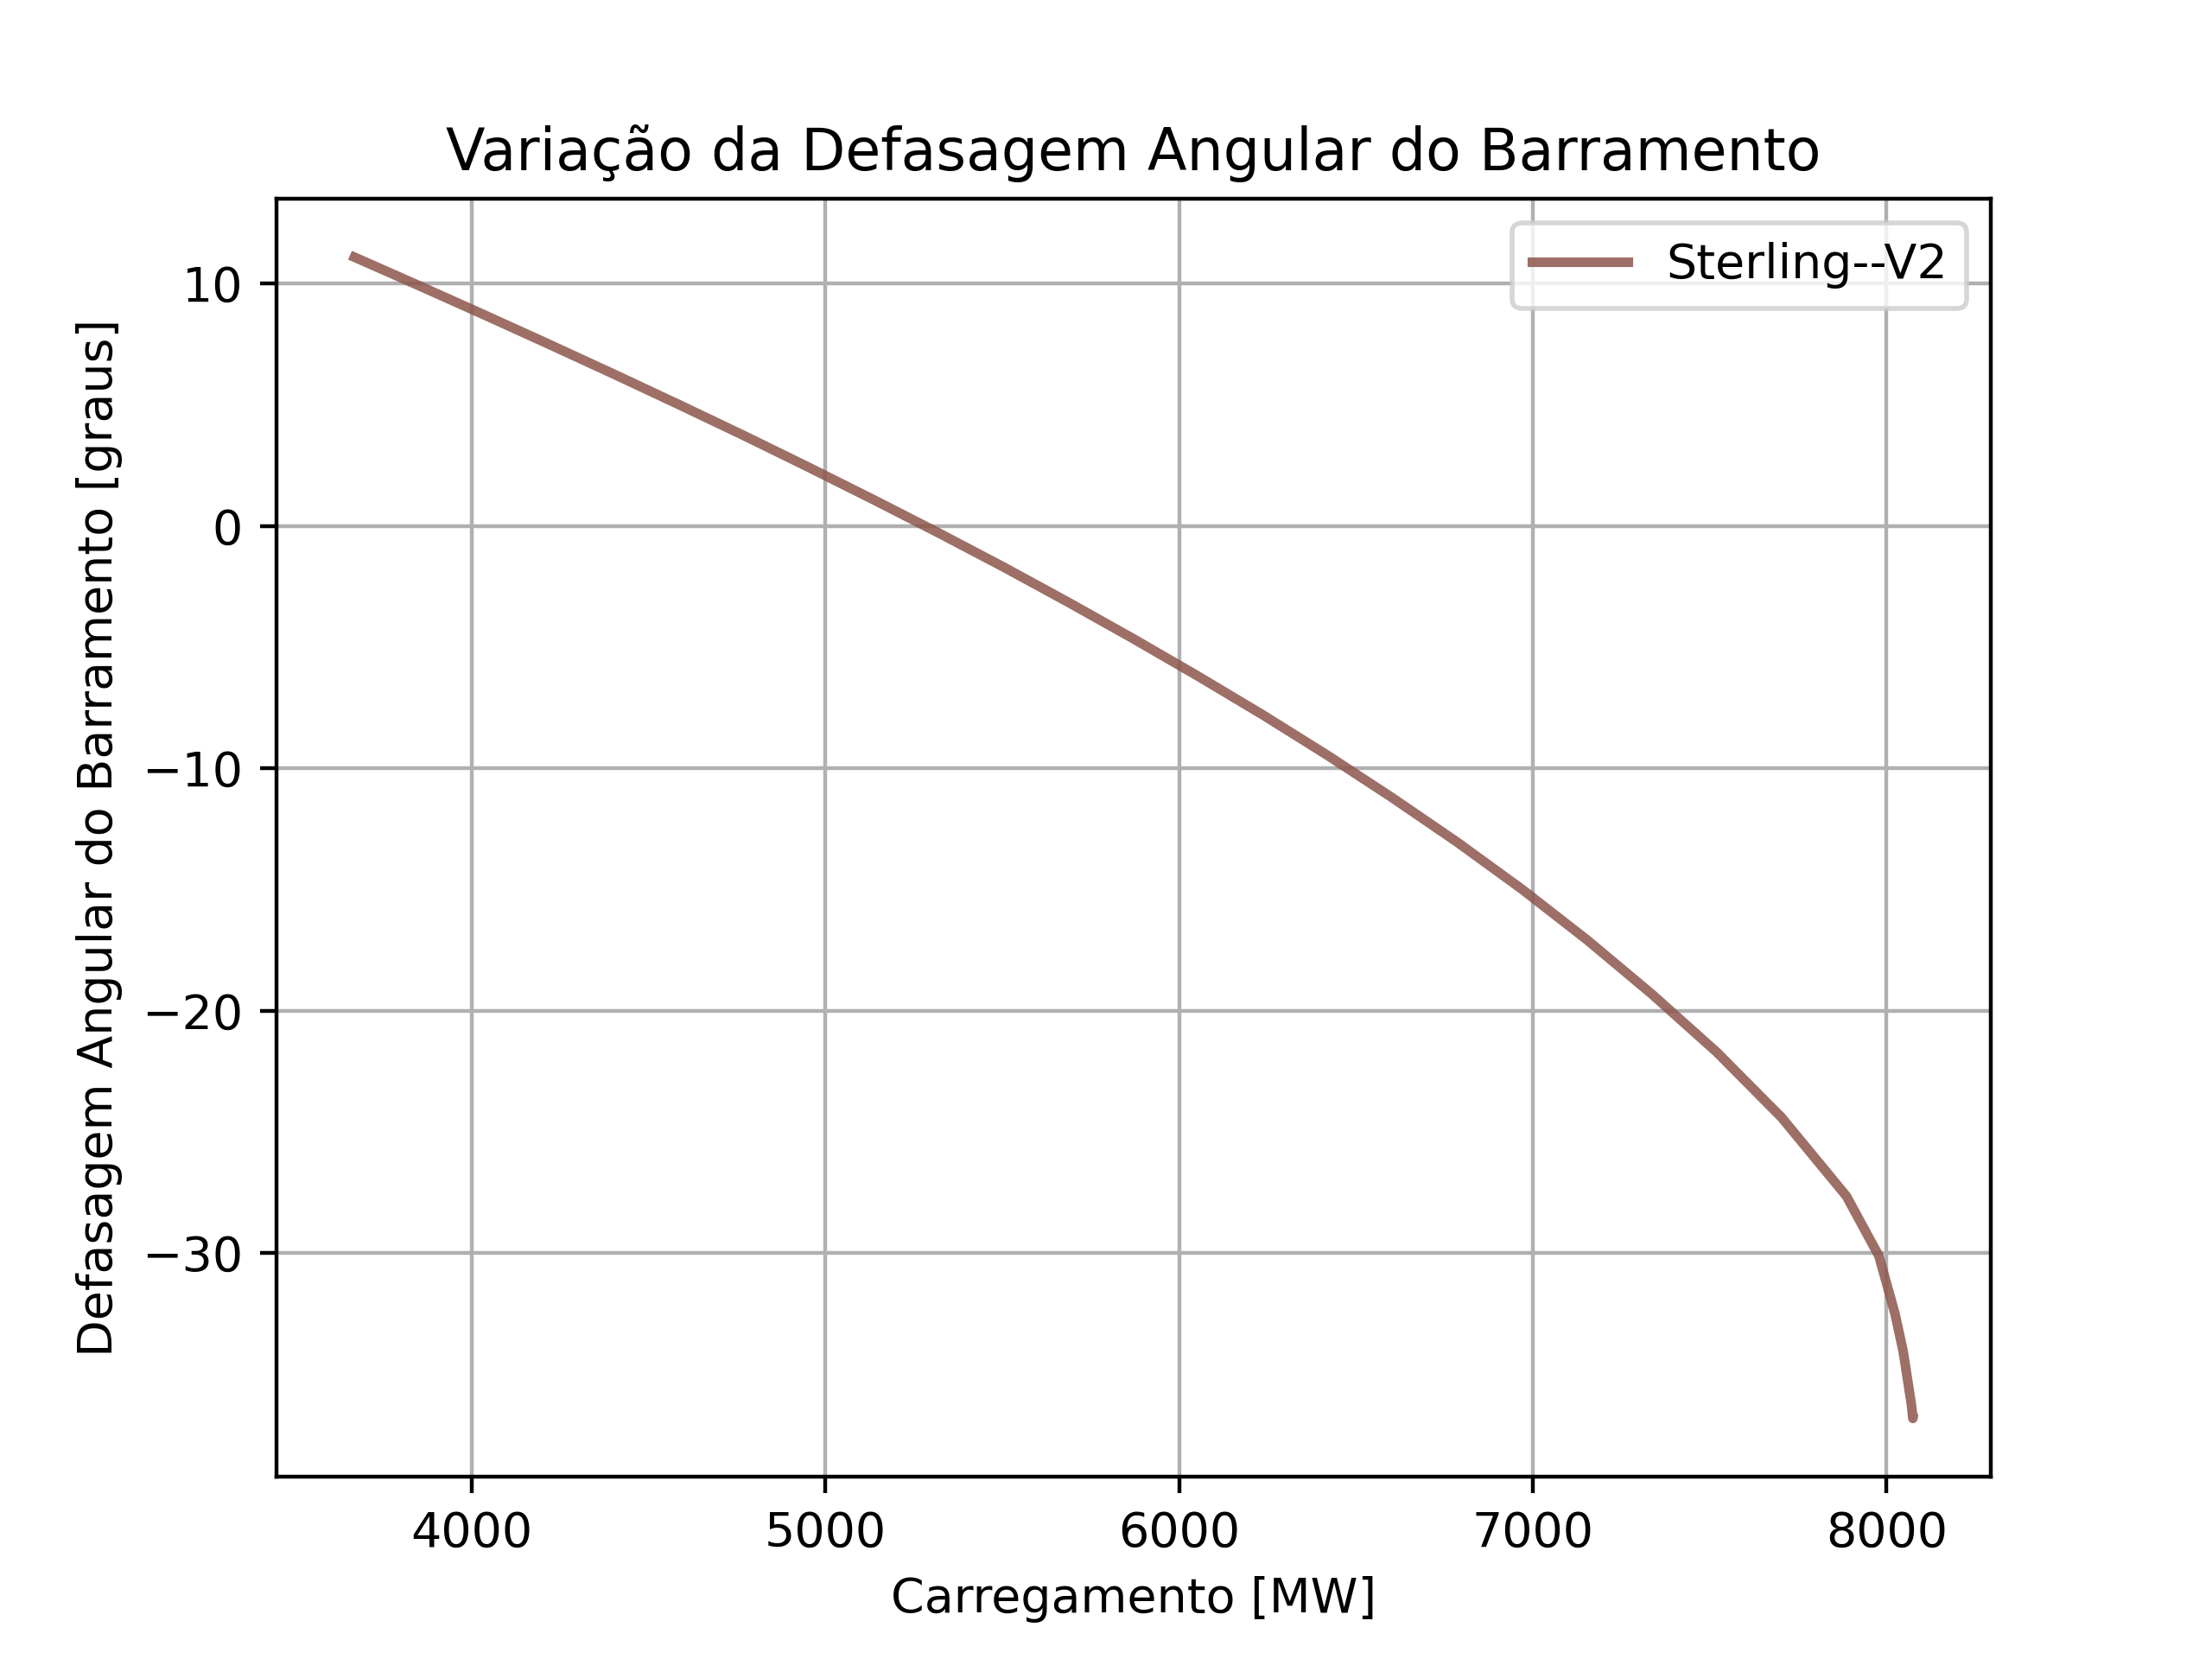 Variação da Defasagem Angular do Barramento
Sterling--V2
Defasagem Angular do Barramento [graus]
10
0
−10
−20
−30
4000 5000 6000 7000 8000
Carregamento [MW]